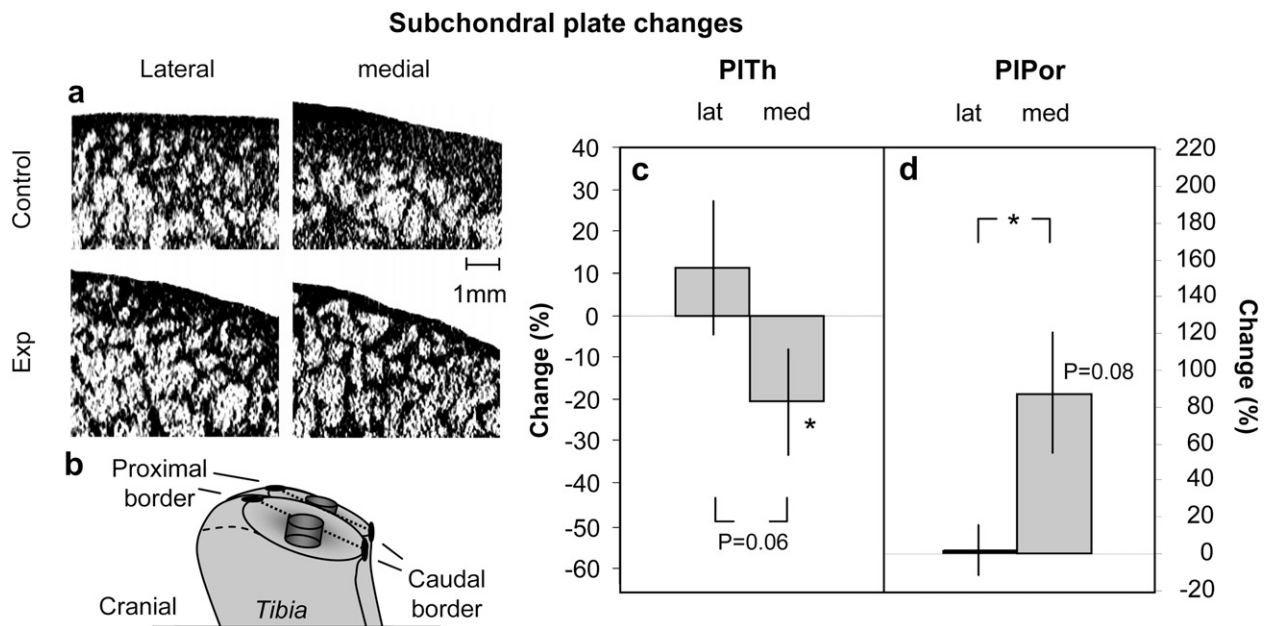 Subchondral plate changes
Lateral medial
a
Control
Exp
1mm
b
Proximal
border
Caudal
border
Cranial
Tibia
PlTh PlPor
lat med lat med
c
Change (%)
40
30
20
10
0
-10
-20
-30
-40
-50
-60
*
P=0.06
d
*
P=0.08
220
200
180
160
140
120
100
80
60
40
20
0
-20
Change (%)